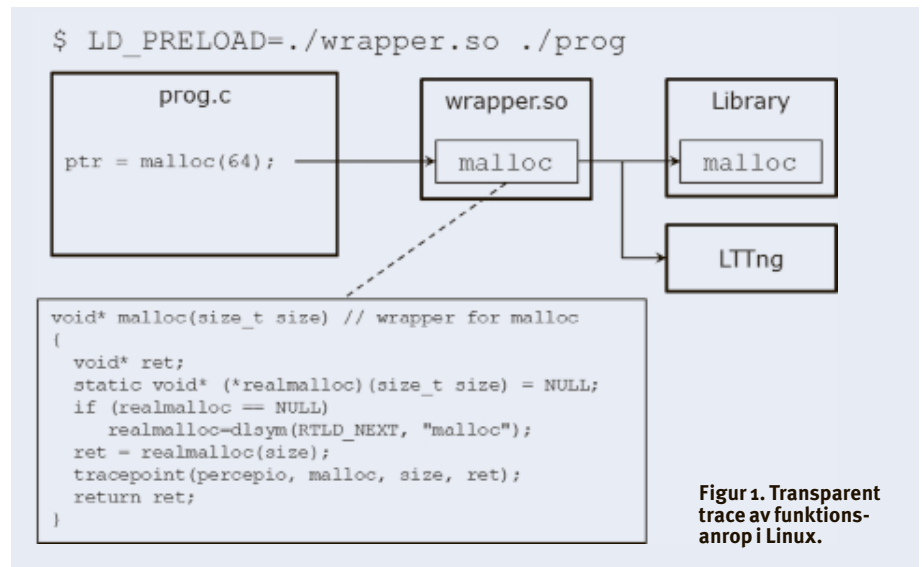 $ LD_PRELOAD=./wrapper.so ./prog
prog.c
ptr = malloc(64);
wrapper.so
malloc
Library
malloc
LTTng
void* malloc(size_t size) // wrapper for malloc
{
void* ret;
static void* (*realmalloc)(size_t size) = NULL;
if (realmalloc == NULL)
realmalloc=dlsym(RTLD_NEXT, "malloc");
ret = realmalloc(size);
tracepoint(percepio, malloc, size, ret);
return ret;
}
Figur 1. Transparent
trace av funktions-
anrop i Linux.